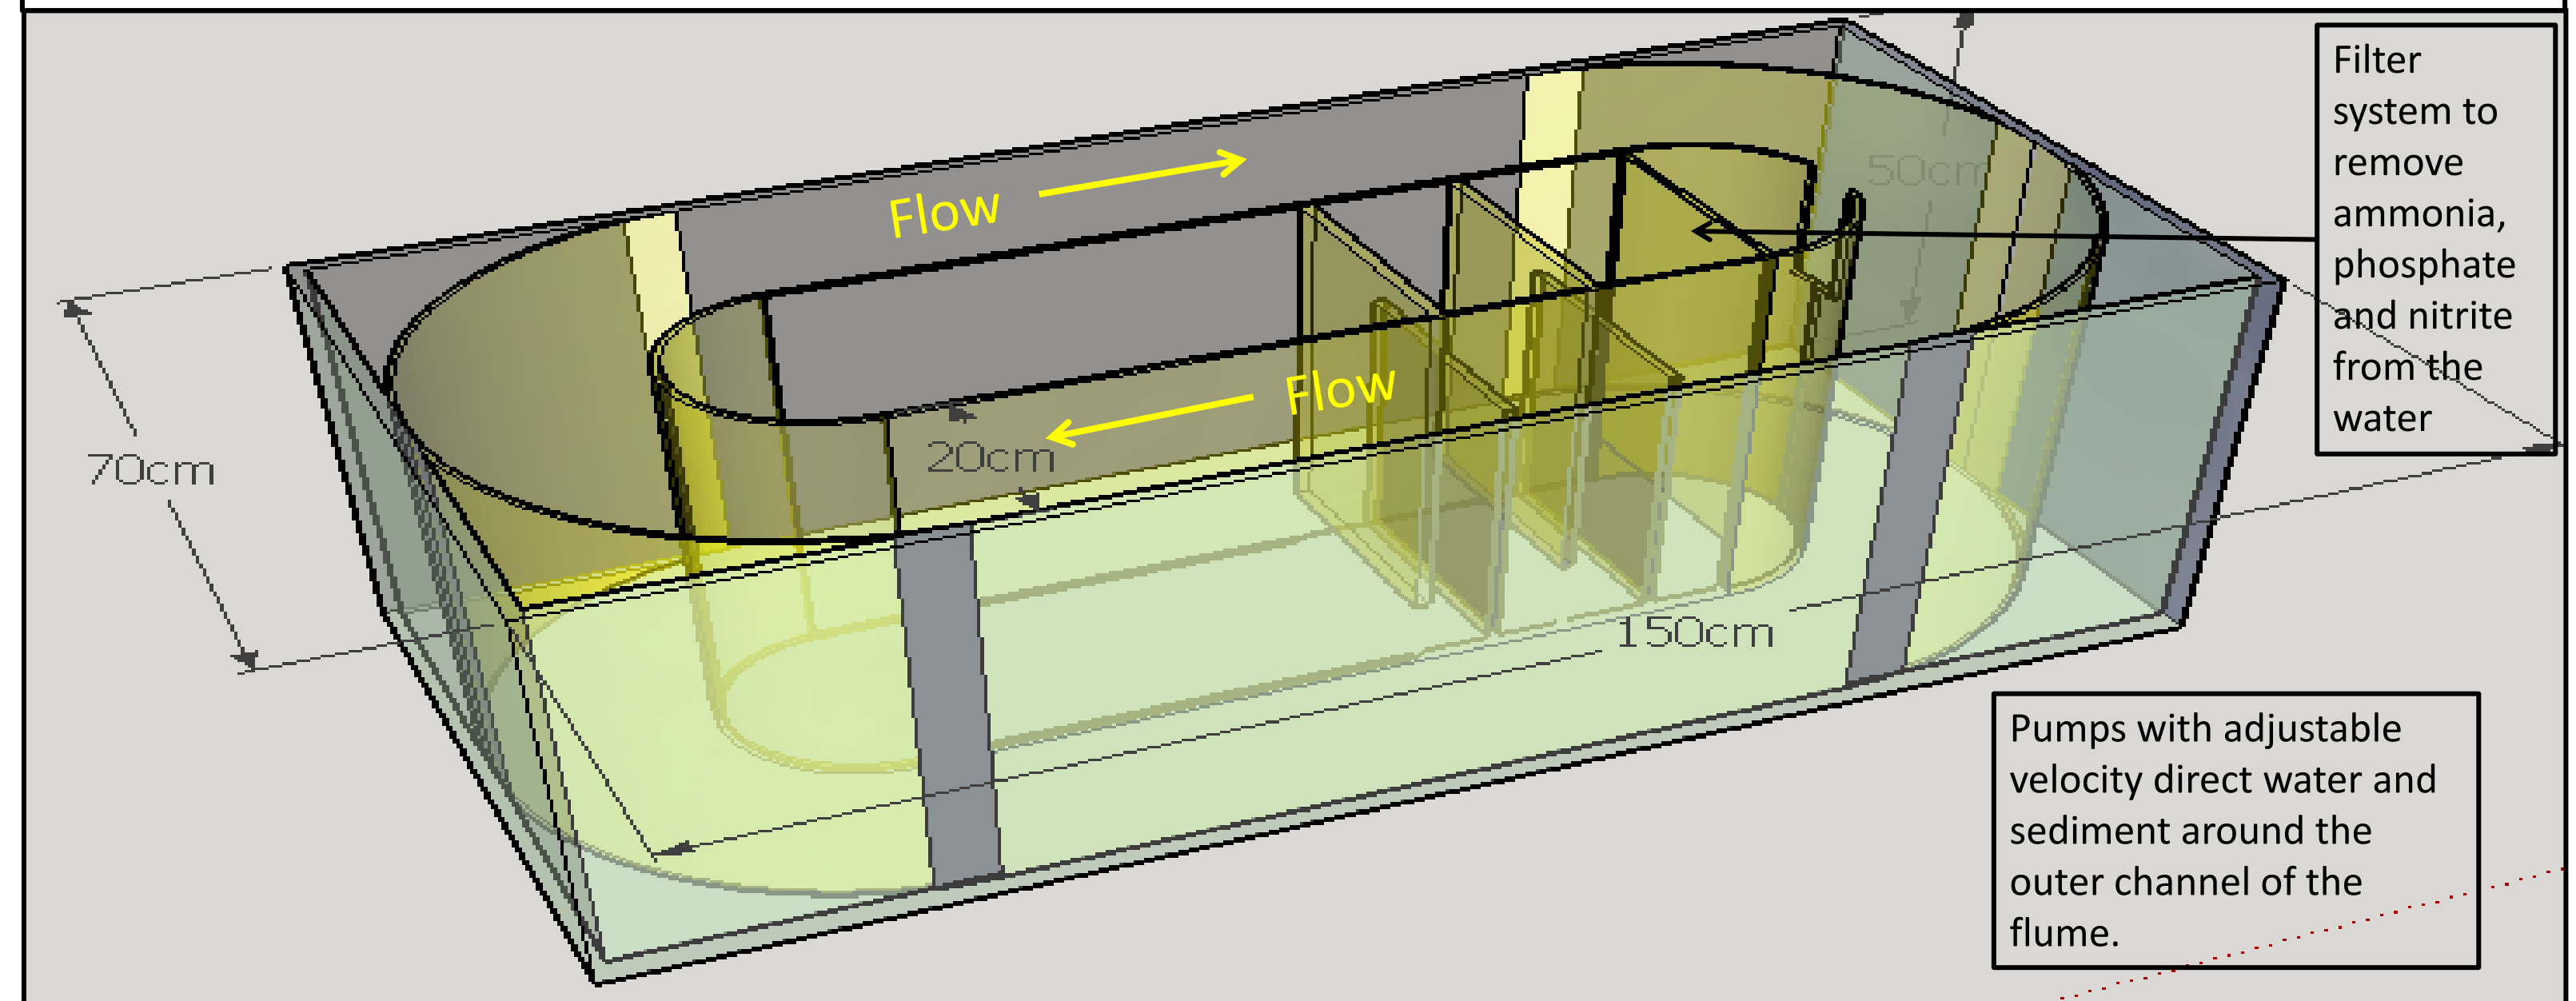 Filter
system to
remove
ammonia,
phosphate
and nitrite
from the
water
50cm
Flow
Flow
20cm
70cm
150cm
Pumps with adjustable
velocity direct water and
sediment around the
outer channel of the
flume.